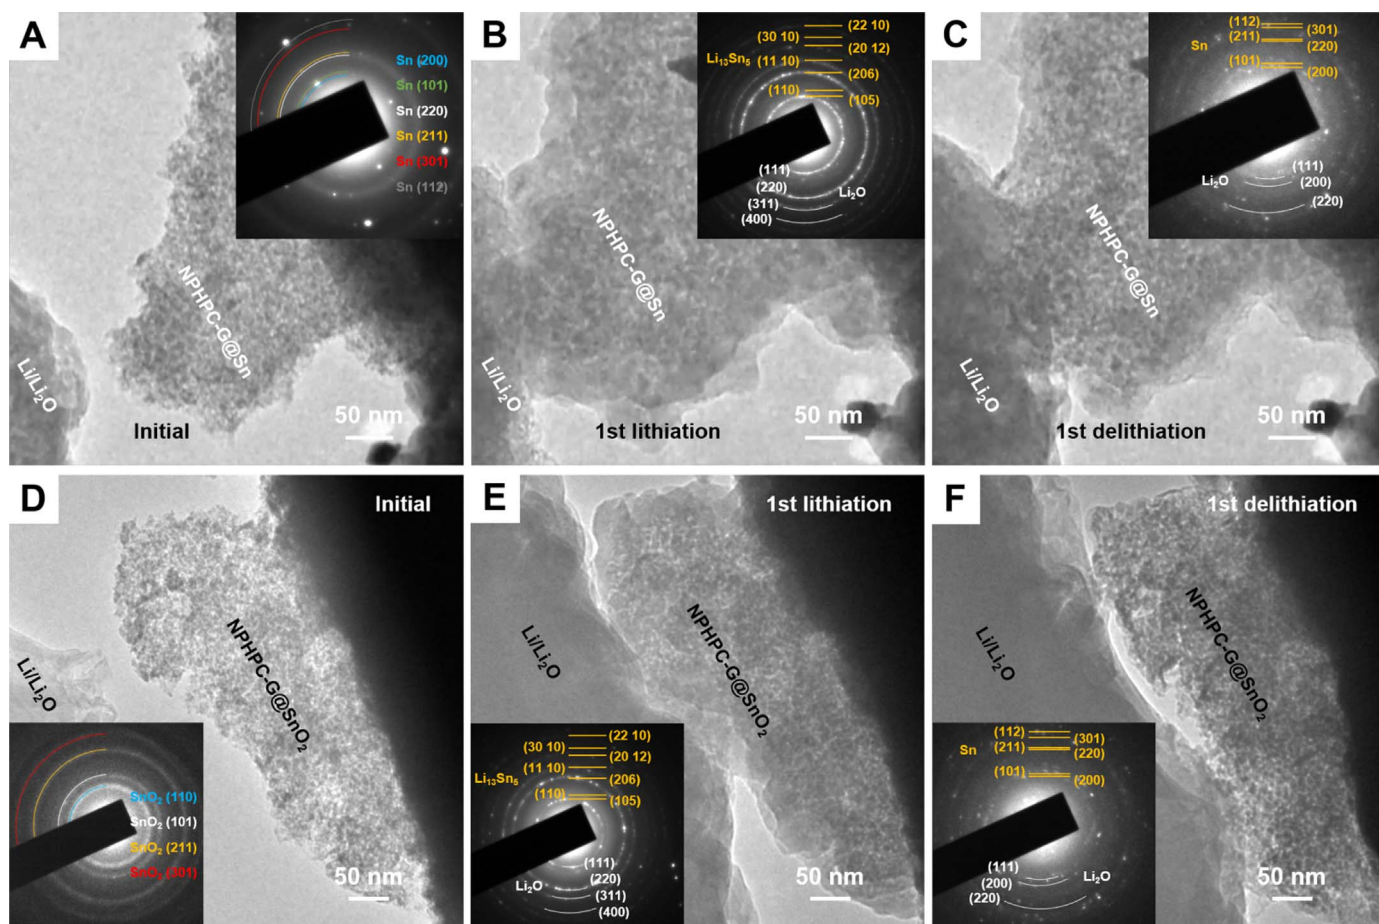 A
Sn (200)
Sn (101)
Sn (220)
Sn (211)
Sn (301)
Sn (112)
NPHPC-G@Sn
Li/Li₂O
Initial
50 nm
B
(22 10)
(30 10)
(20 12)
Li₁₃Sn₅
(11 10)
(206)
(110)
(105)
(111)
(220)
Li₂O
(311)
(400)
NPHPC-G@Sn
Li/Li₂O
1st lithiation
50 nm
C
(112)
(301)
Sn
(211)
(220)
(101)
(200)
(111)
Li₂O
(200)
(220)
NPHPC-G@Sn
Li/Li₂O
1st delithiation
50 nm
D
Initial
NPHPC-G@SnO₂
Li/Li₂O
SnO₂ (110)
SnO₂ (101)
SnO₂ (211)
SnO₂ (301)
50 nm
E
1st lithiation
NPHPC-G@SnO₂
Li/Li₂O
(22 10)
(30 10)
(20 12)
(11 10)
Li₁₃Sn₅
(206)
(110)
(105)
(111)
(220)
Li₂O
(311)
(400)
50 nm
F
1st delithiation
NPHPC-G@SnO₂
Li/Li₂O
(112)
(301)
Sn
(211)
(220)
(101)
(200)
(111)
(200)
Li₂O
(220)
50 nm